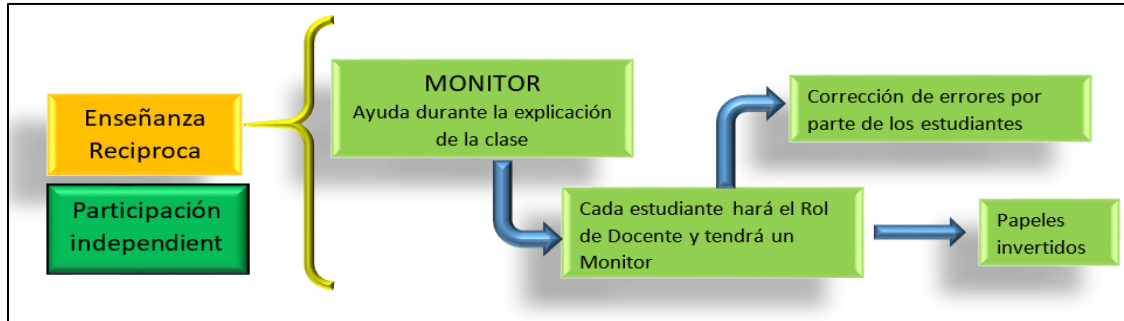 Enseñanza
Reciproca
Participación
independient
MONITOR
Ayuda durante la explicación
de la clase
Cada estudiante hará el Rol
de Docente y tendrá un
Monitor
Corrección de errores por
parte de los estudiantes
Papeles
invertidos